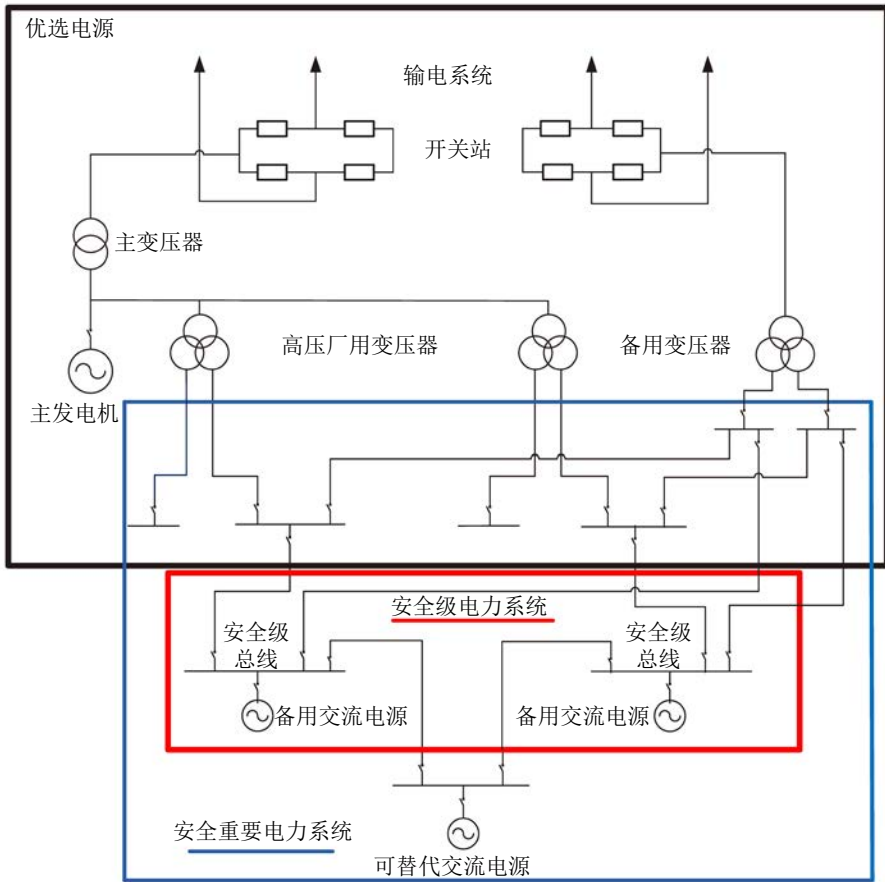 优选电源
输电系统
开关站
主变压器
高压厂用变压器
备用变压器
主发电机
安全级电力系统
安全级
总线
安全级
总线
备用交流电源
备用交流电源
安全重要电力系统
可替代交流电源